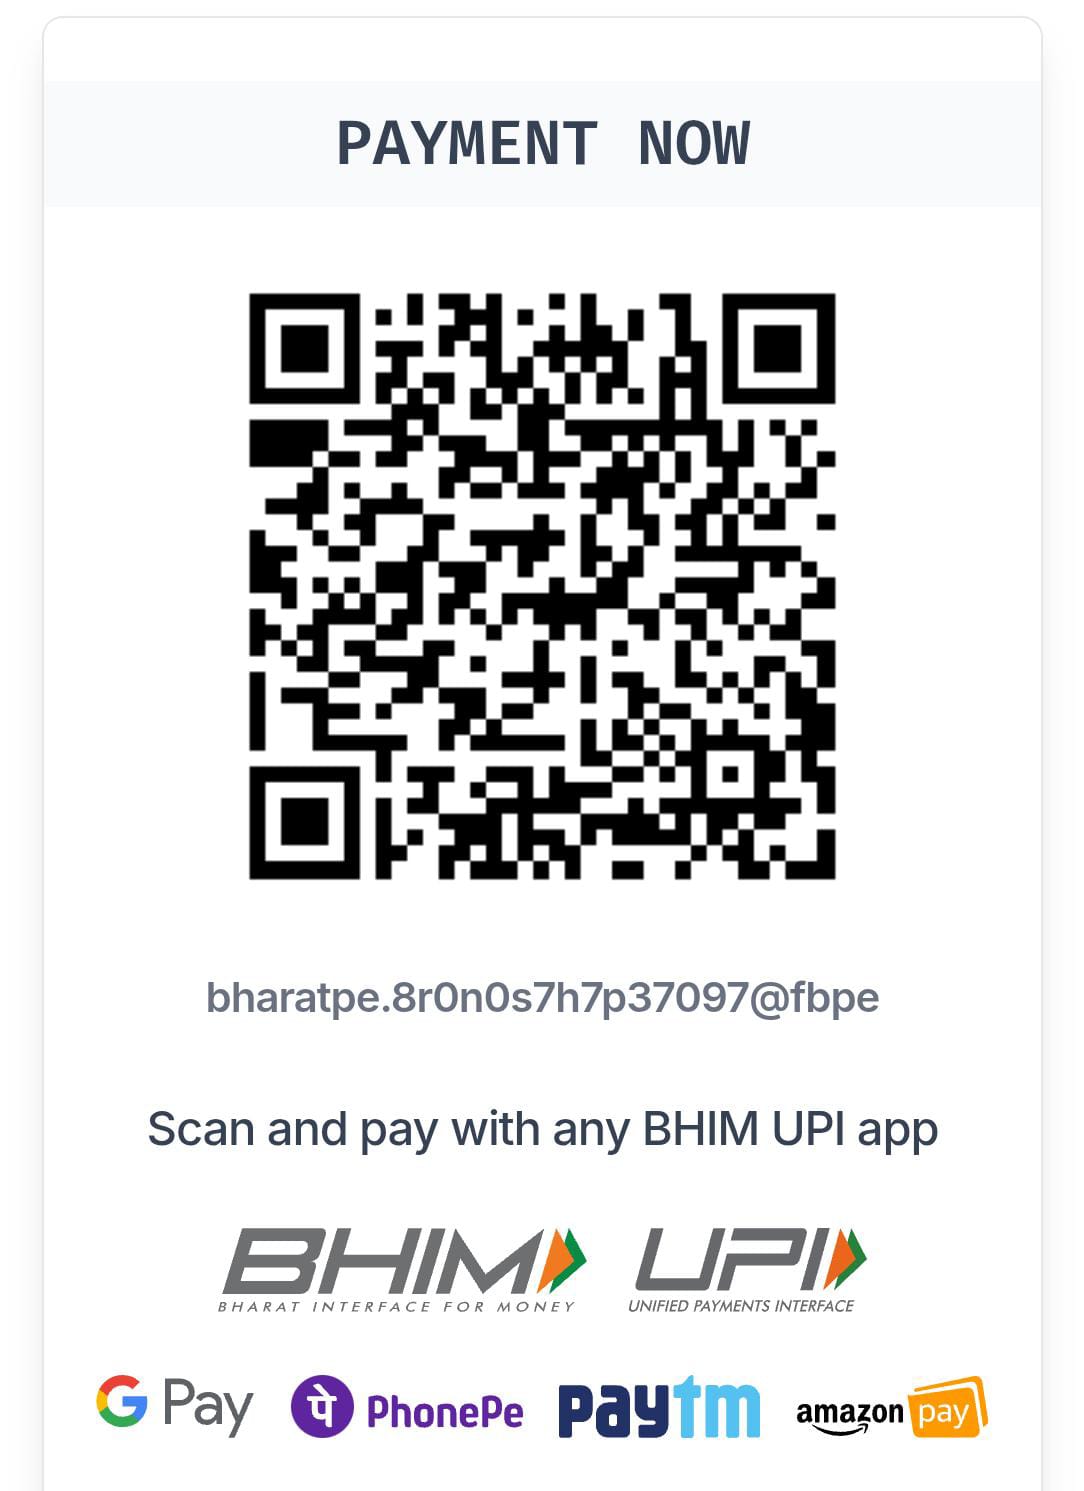 PAYMENT NOW
bharatpe.8r0n0s7h7p37097@fbpe
Scan and pay with any BHIM UPI app
BHIM UPI
BHARAT INTERFACE FOR MONEY UNIFIED PAYMENTS INTERFACE
G Pay पे PhonePe paytm amazon pay